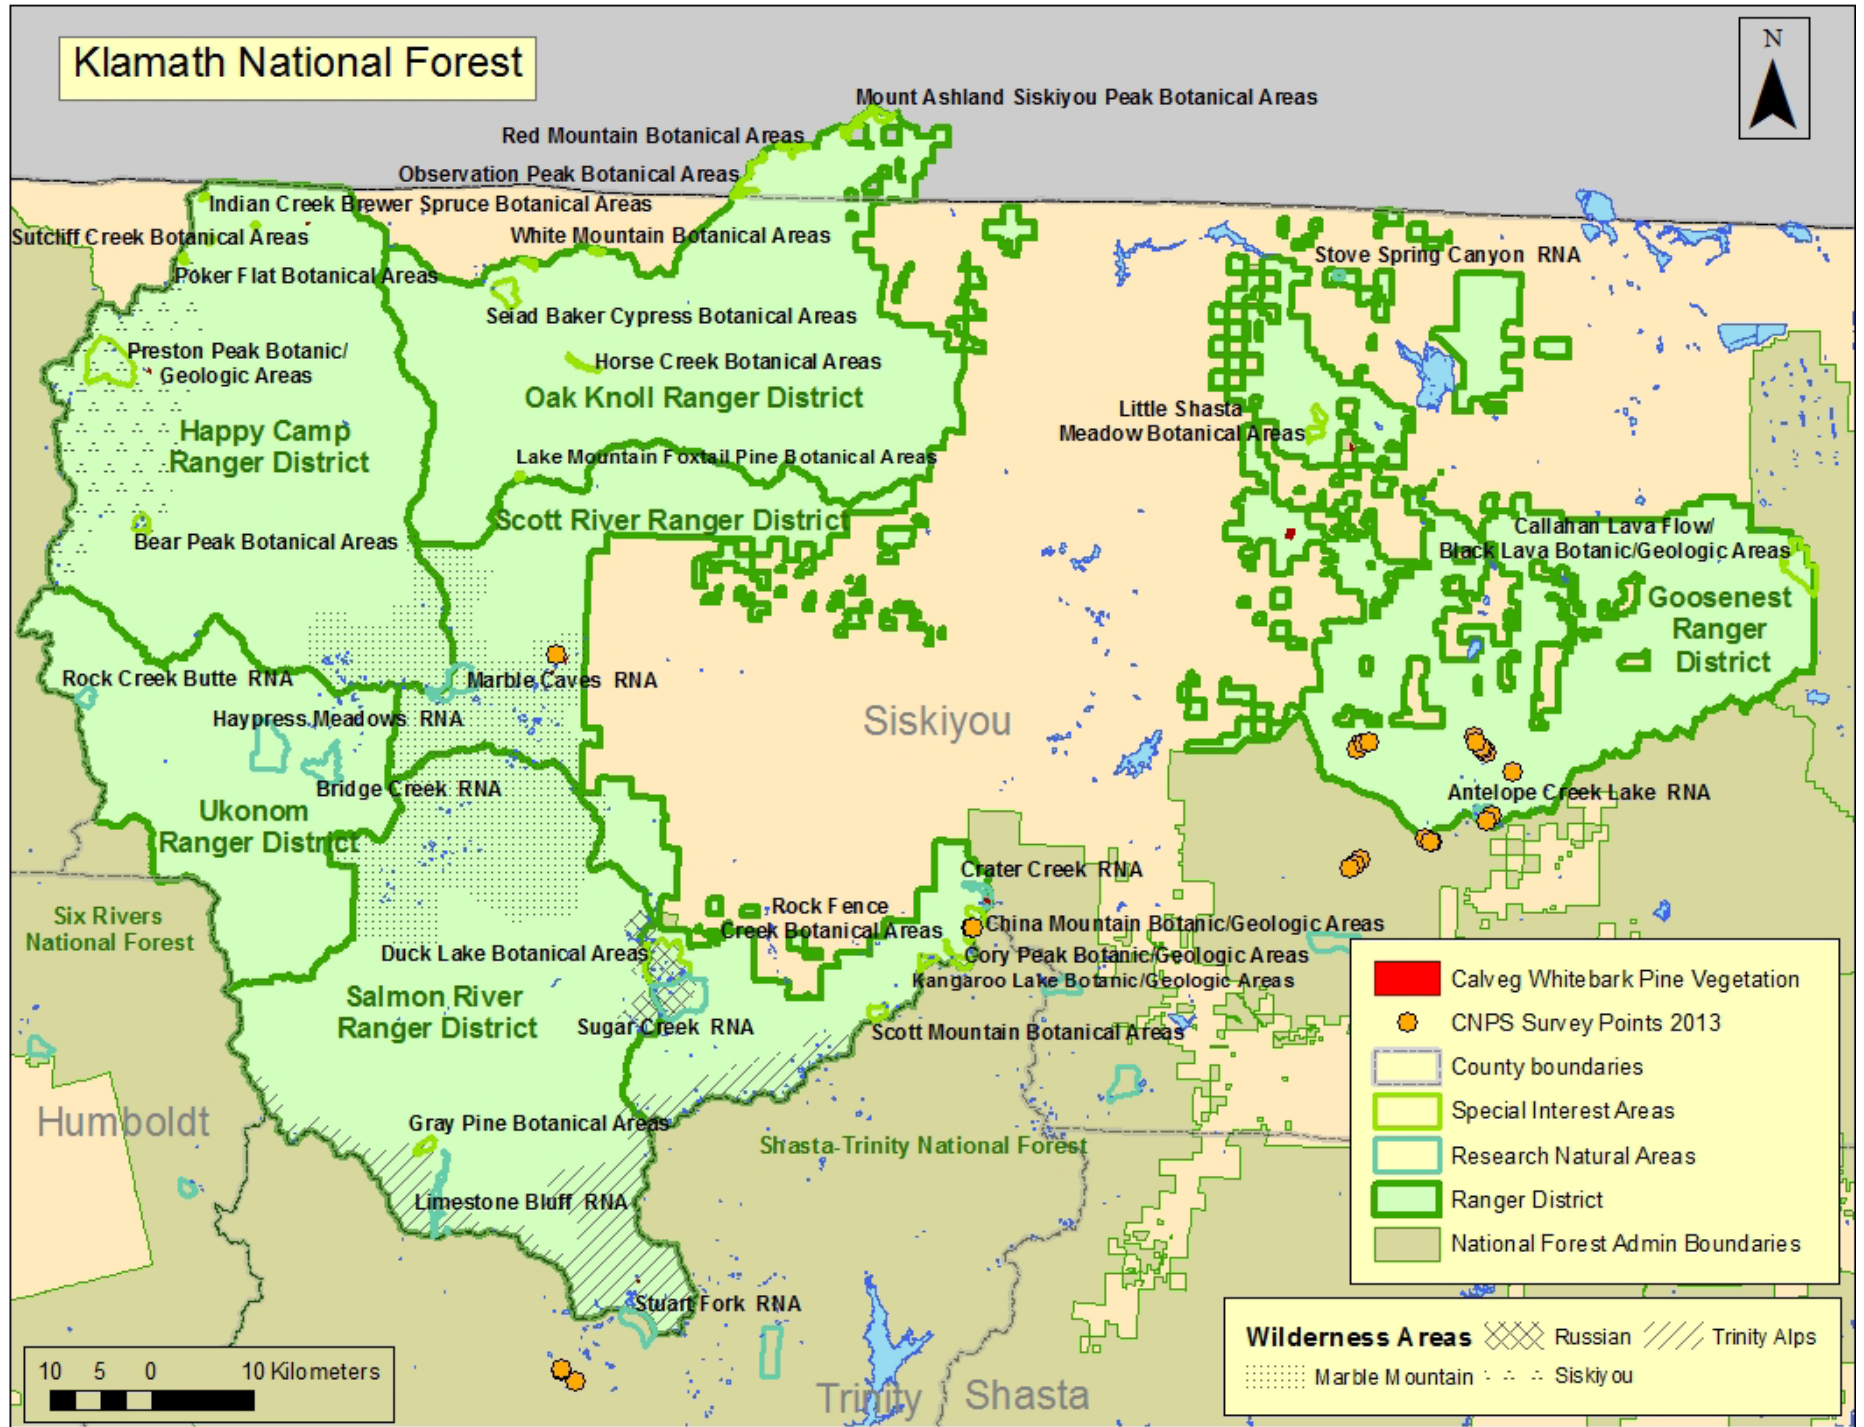 Klamath National Forest
N
Mount Ashland Siskiyou Peak Botanical Areas
Red Mountain Botanical Areas
Observation Peak Botanical Areas
Indian Creek Brewer Spruce Botanical Areas
Sutcliff Creek Botanical Areas
White Mountain Botanical Areas
Stove Spring Canyon RNA
Poker Flat Botanical Areas
Seiad Baker Cypress Botanical Areas
Preston Peak Botanic/
Geologic Areas
Horse Creek Botanical Areas
Oak Knoll Ranger District
Little Shasta
Meadow Botanical Areas
Happy Camp
Ranger District
Lake Mountain Foxtail Pine Botanical Areas
Scott River Ranger District
Bear Peak Botanical Areas
Callahan Lava Flow/
Black Lava Botanic/Geologic Areas
Goosenest
Ranger
District
Rock Creek Butte RNA
Marble Caves RNA
Haypress Meadows RNA
Siskiyou
Bridge Creek RNA
Antelope Creek Lake RNA
Ukonom
Ranger District
Crater Creek RNA
Six Rivers
National Forest
Rock Fence
Creek Botanical Areas
China Mountain Botanic/Geologic Areas
Duck Lake Botanical Areas
Cory Peak Botanic/Geologic Areas
Kangaroo Lake Botanic/Geologic Areas
Salmon River
Ranger District
Sugar Creek RNA
Scott Mountain Botanical Areas
Humboldt
Gray Pine Botanical Areas
Shasta-Trinity National Forest
Limestone Bluff RNA
Stuart Fork RNA
Trinity
Shasta
Calveg Whitebark Pine Vegetation
CNPS Survey Points 2013
County boundaries
Special Interest Areas
Research Natural Areas
Ranger District
National Forest Admin Boundaries
Wilderness Areas Russian Trinity Alps
Marble Mountain Siskiyou
10 5 0 10 Kilometers